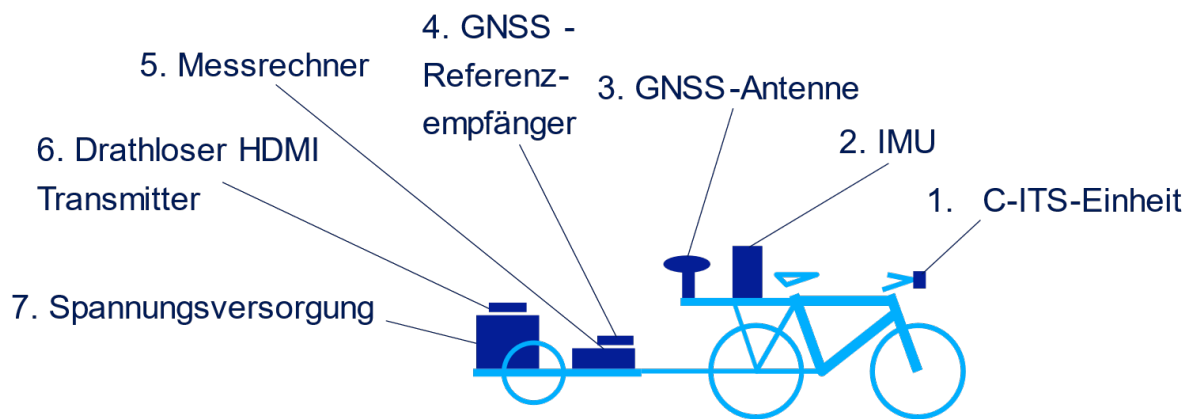 4. GNSS -
Referenz-
empfänger
5. Messrechner
3. GNSS-Antenne
6. Drathloser HDMI
Transmitter
2. IMU
1. C-ITS-Einheit
7. Spannungsversorgung